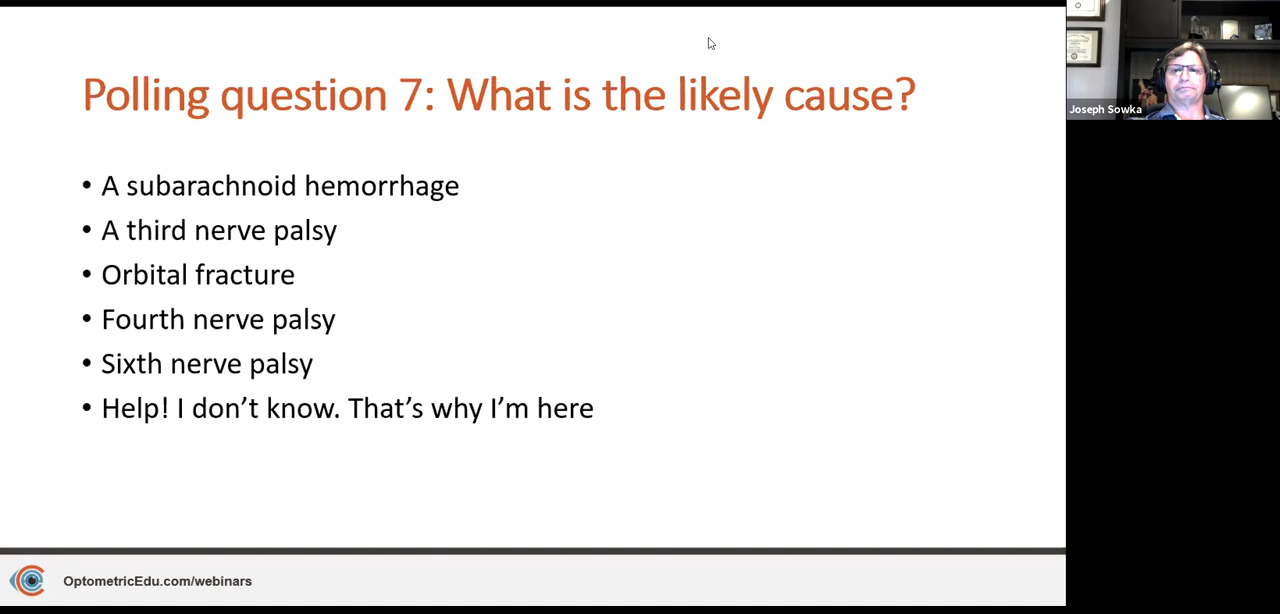 Polling question 7: What is the likely cause?
• A subarachnoid hemorrhage
• A third nerve palsy
• Orbital fracture
• Fourth nerve palsy
• Sixth nerve palsy
• Help! I don’t know. That’s why I’m here
Joseph Sowka
OptometricEdu.com/webinars